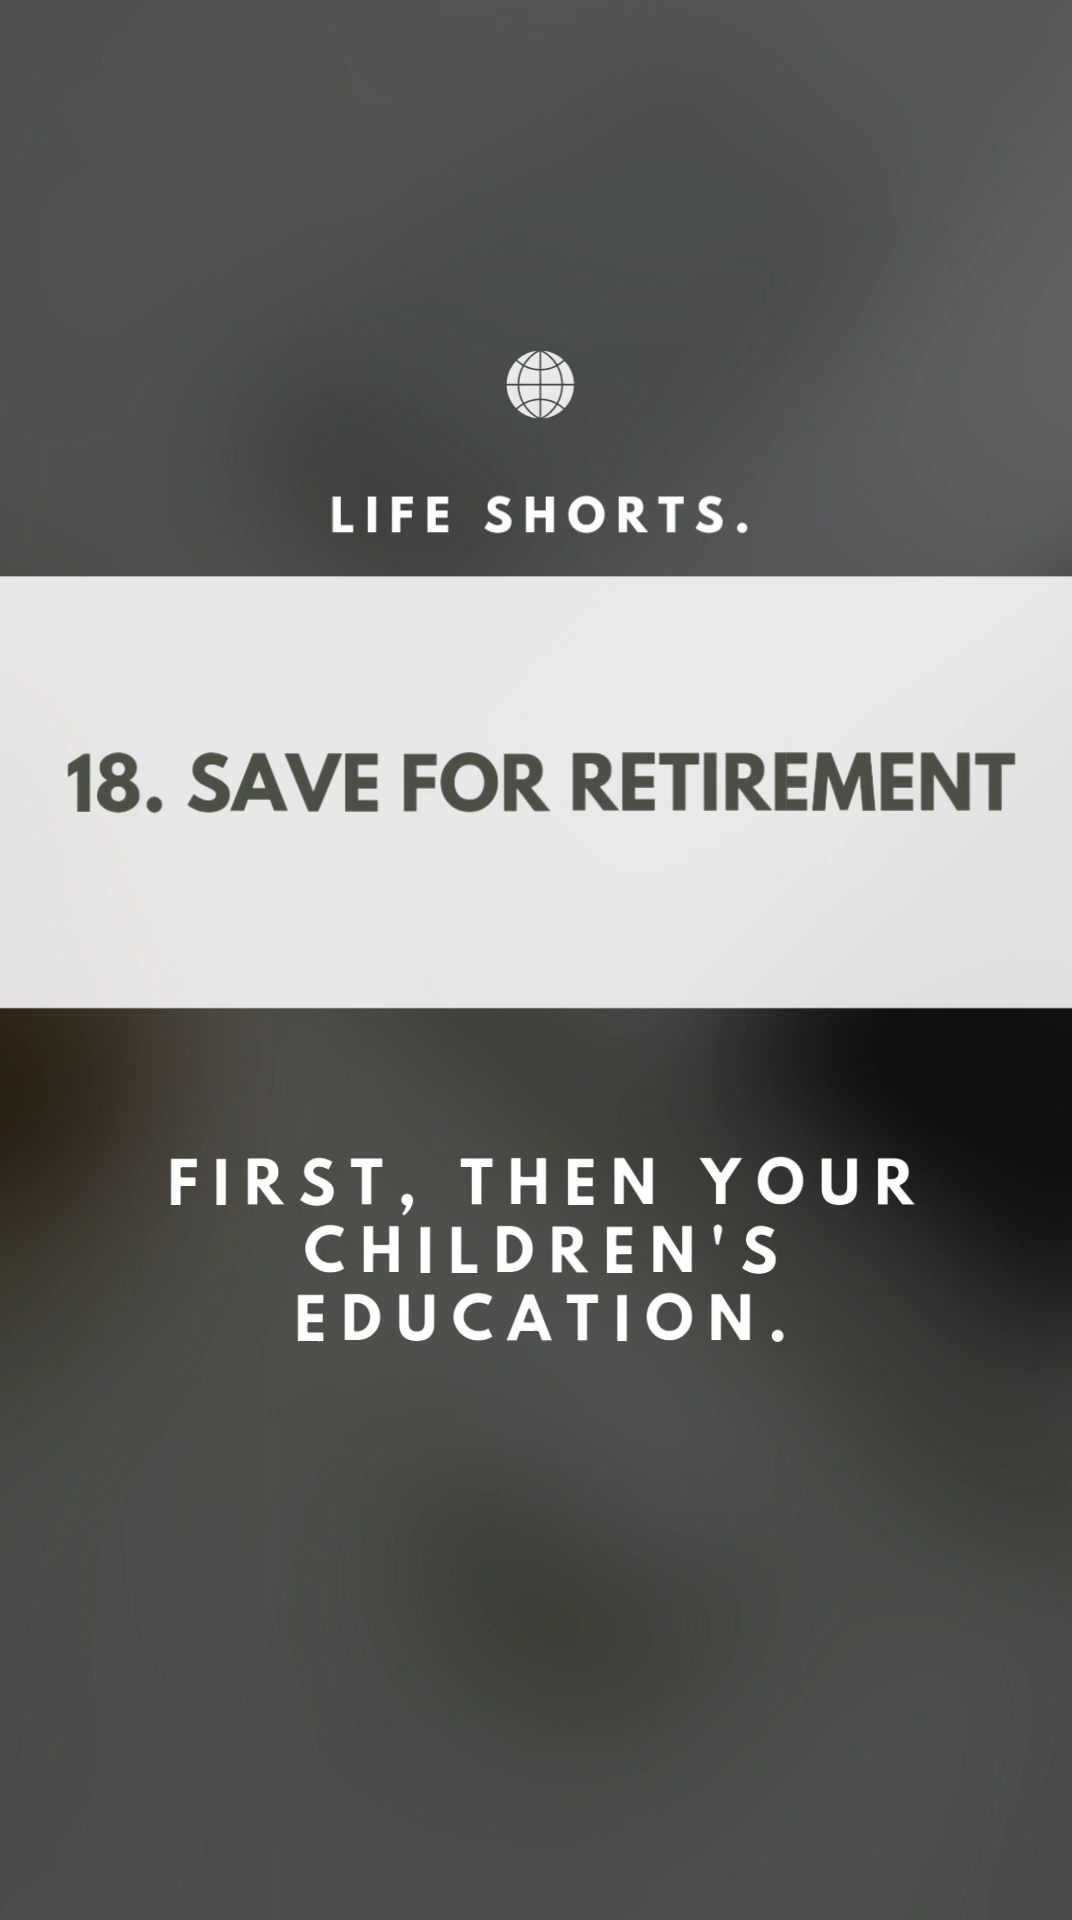 LIFE SHORTS.
18. SAVE FOR RETIREMENT
FIRST, THEN YOUR
CHILDREN'S
EDUCATION.